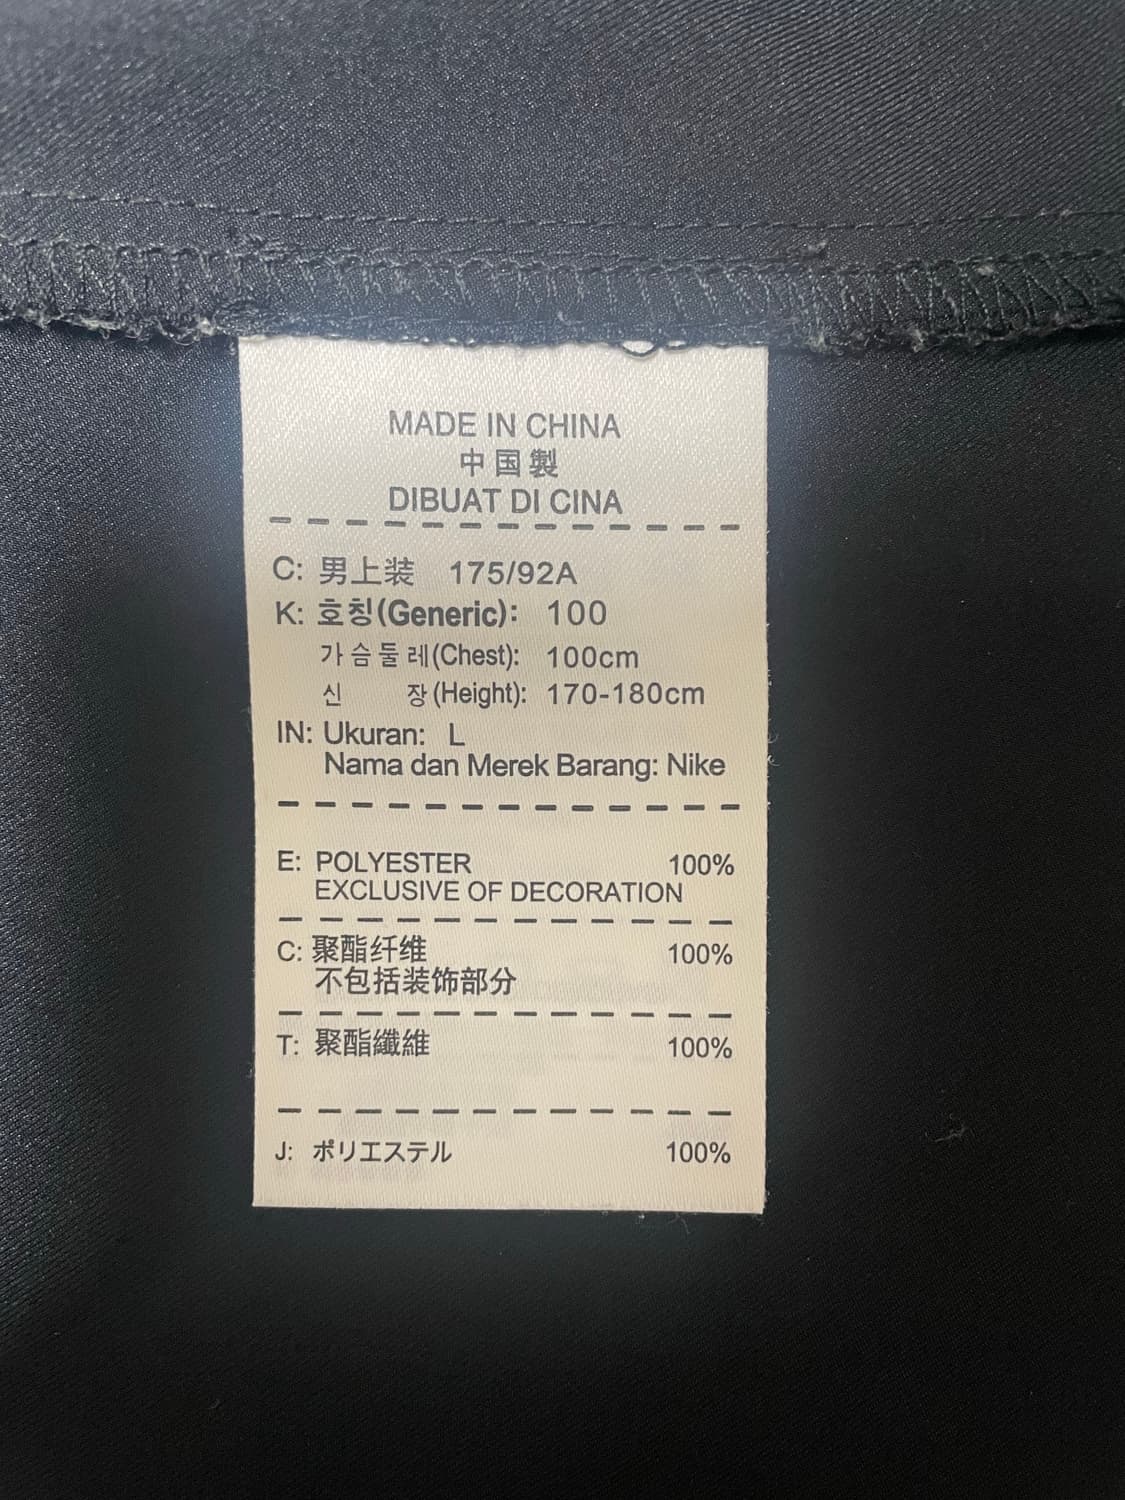 MADE IN CHINA
中国製
DIBUAT DI CINA
C: 男上装 175/92A
K: 호칭(Generic): 100
가슴둘레(Chest): 100cm
신 장(Height): 170-180cm
IN: Ukuran: L
Nama dan Merek Barang: Nike
E: POLYESTER 100%
EXCLUSIVE OF DECORATION
C: 聚酯纤维 100%
不包括装饰部分
T: 聚酯纖維 100%
J: ポリエステル 100%